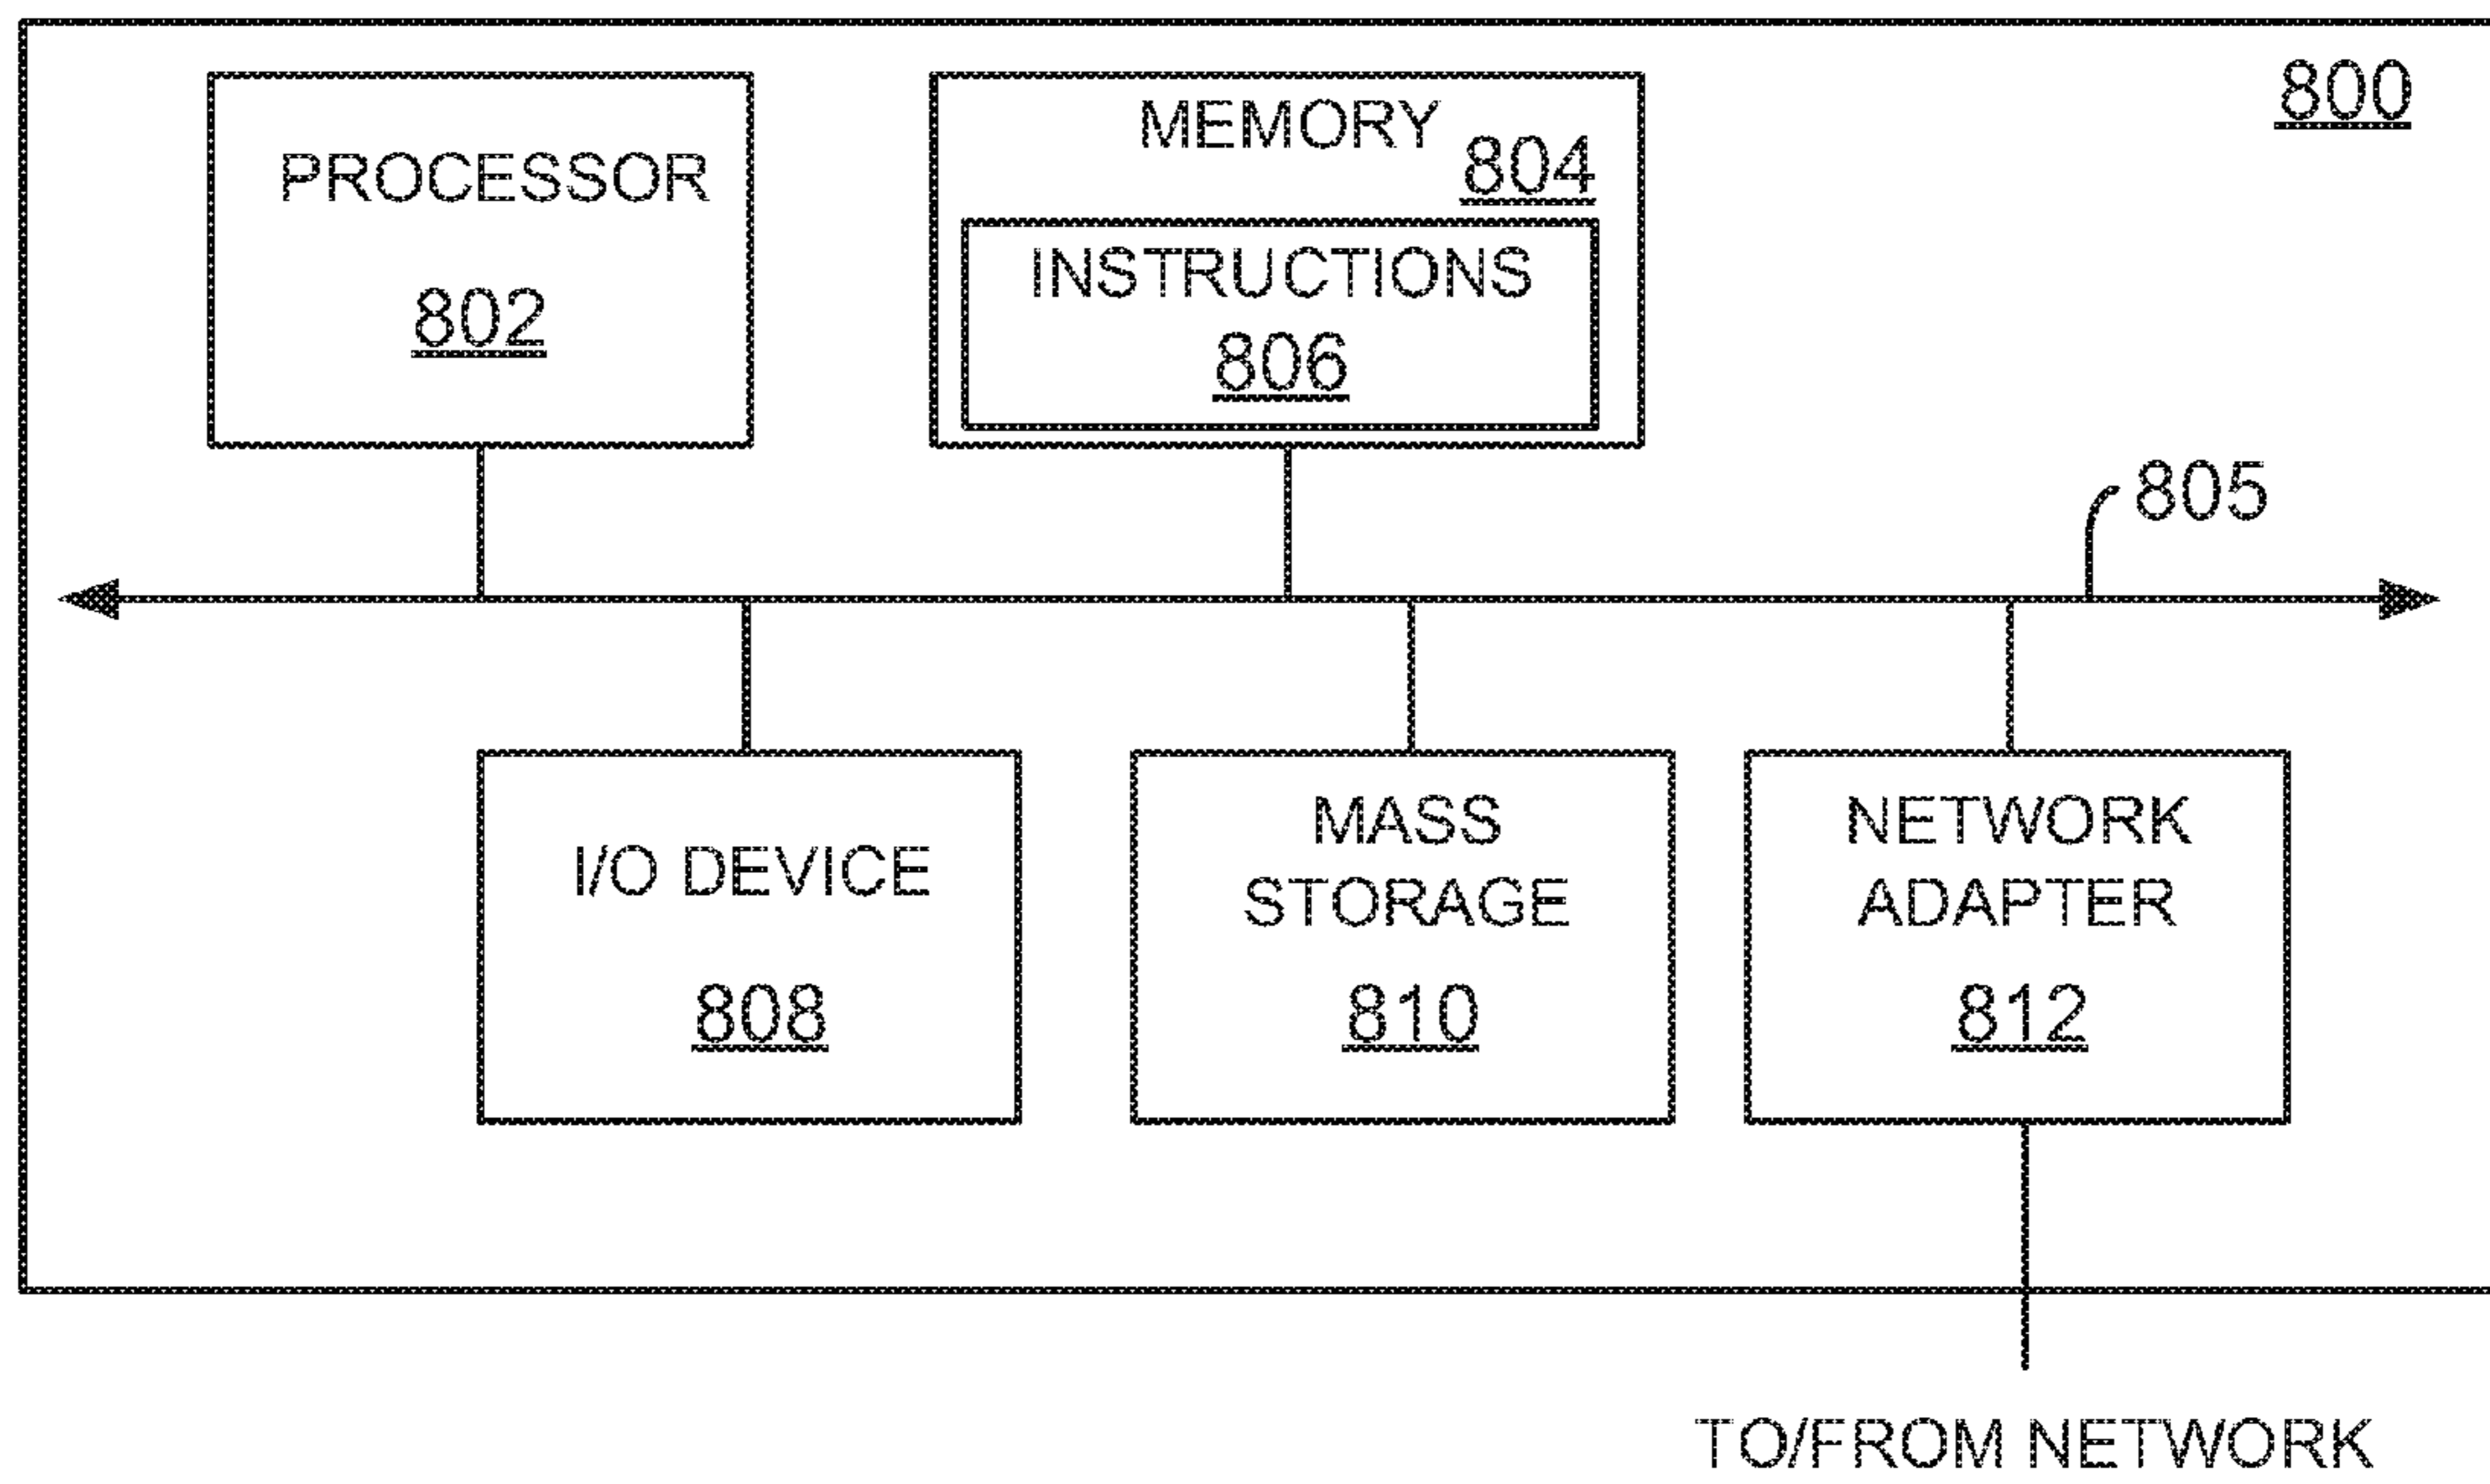 800
PROCESSOR
802
MEMORY
804
INSTRUCTIONS
806
805
I/O DEVICE
808
MASS
STORAGE
810
NETWORK
ADAPTER
812
TO/FROM NETWORK